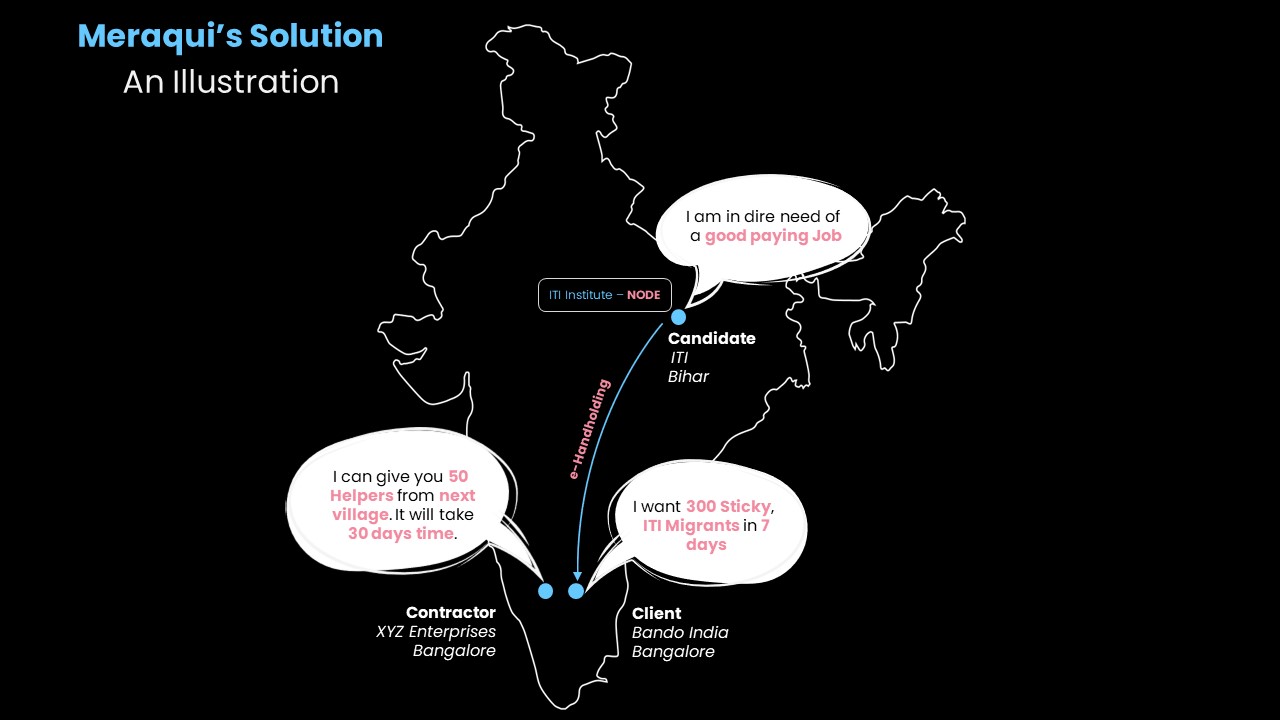 Meraqui's Solution
An Illustration
I am in dire need of
a good paying Job
ITI Institute – NODE
Candidate
ITI
Bihar
e-Handholding
I can give you 50
Helpers from next
village. It will take
30 days time.
I want 300 Sticky,
ITI Migrants in 7
days
Contractor
XYZ Enterprises
Bangalore
Client
Bando India
Bangalore